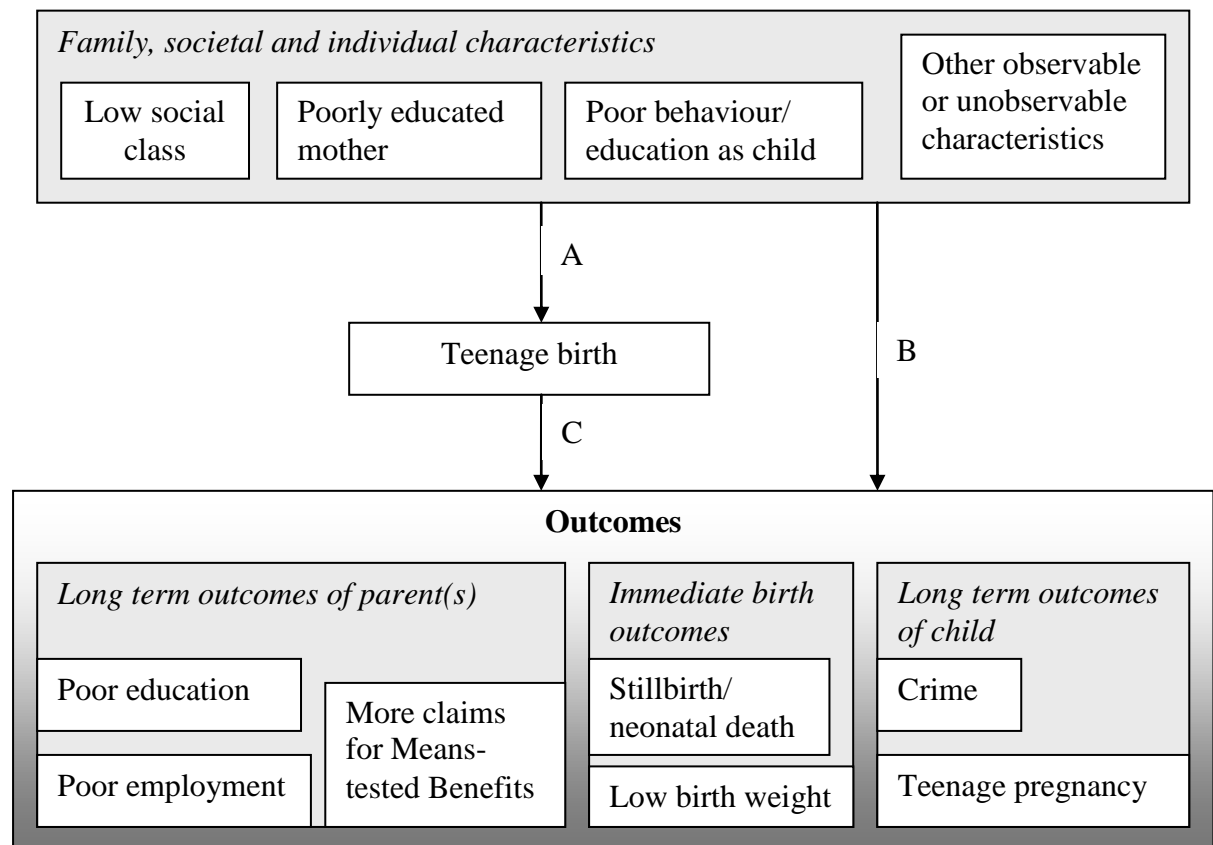 Family, societal and individual characteristics
Low social
class
Poorly educated
mother
Poor behaviour/
education as child
Other observable
or unobservable
characteristics
A
Teenage birth
B
C
Outcomes
Long term outcomes of parent(s)
Poor education
Poor employment
More claims
for Means-
tested Benefits
Immediate birth
outcomes
Stillbirth/
neonatal death
Low birth weight
Long term outcomes
of child
Crime
Teenage pregnancy